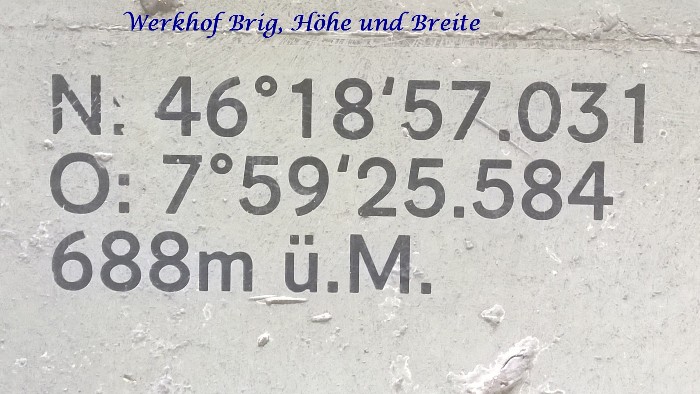 Werkhof Brig, Höhe und Breite
N: 46°18'57.031
O: 7°59'25.584
688m ü.M.